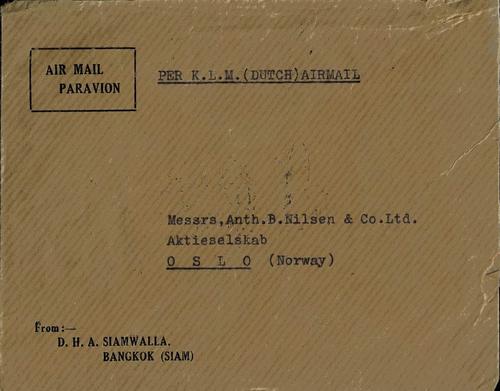 AIR MAIL
PARAVION
PER K.L.M.(DUTCH)AIRMAIL
Messrs,Anth.B.Nilsen & Co.Ltd.
Aktieselskab
O S L O (Norway)
From:—
D. H. A. SIAMWALLA.
BANGKOK (SIAM)